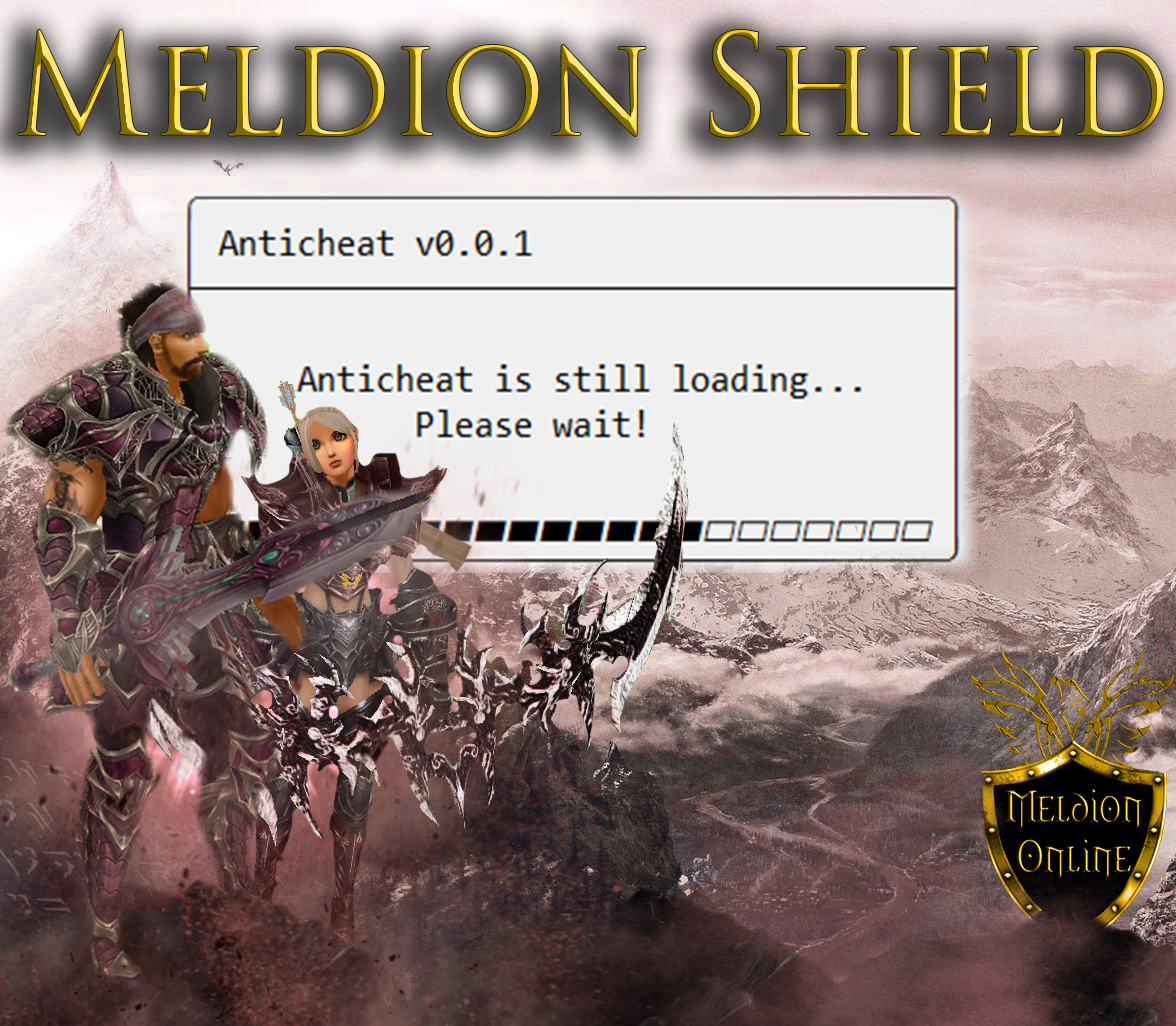 Meldion Shield
Anticheat v0.0.1
Anticheat is still loading...
Please wait!
Meldion
Online